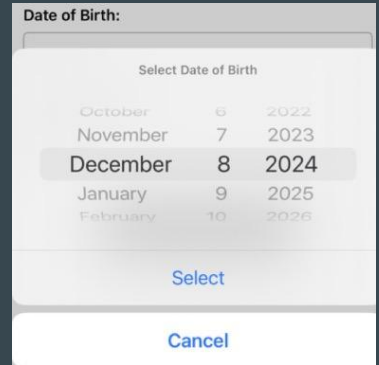 Date of Birth:
Select Date of Birth
October 6 2022
November 7 2023
December 8 2024
January 9 2025
February 10 2026
Select
Cancel